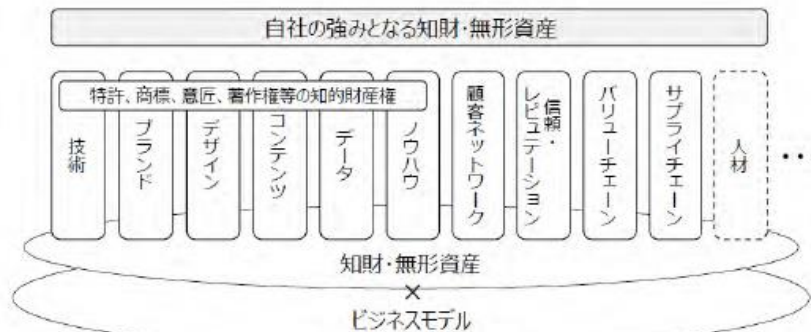 自社の強みとなる知財・無形資産
特許、商標、意匠、著作権等の知的財産権
技術
ブランド
デザイン
コンテンツ
データ
ノウハウ
顧客ネットワーク
信頼・
レピュテーション
バリューチェーン
サプライチェーン
人材
・・
知財・無形資産
×
ビジネスモデル